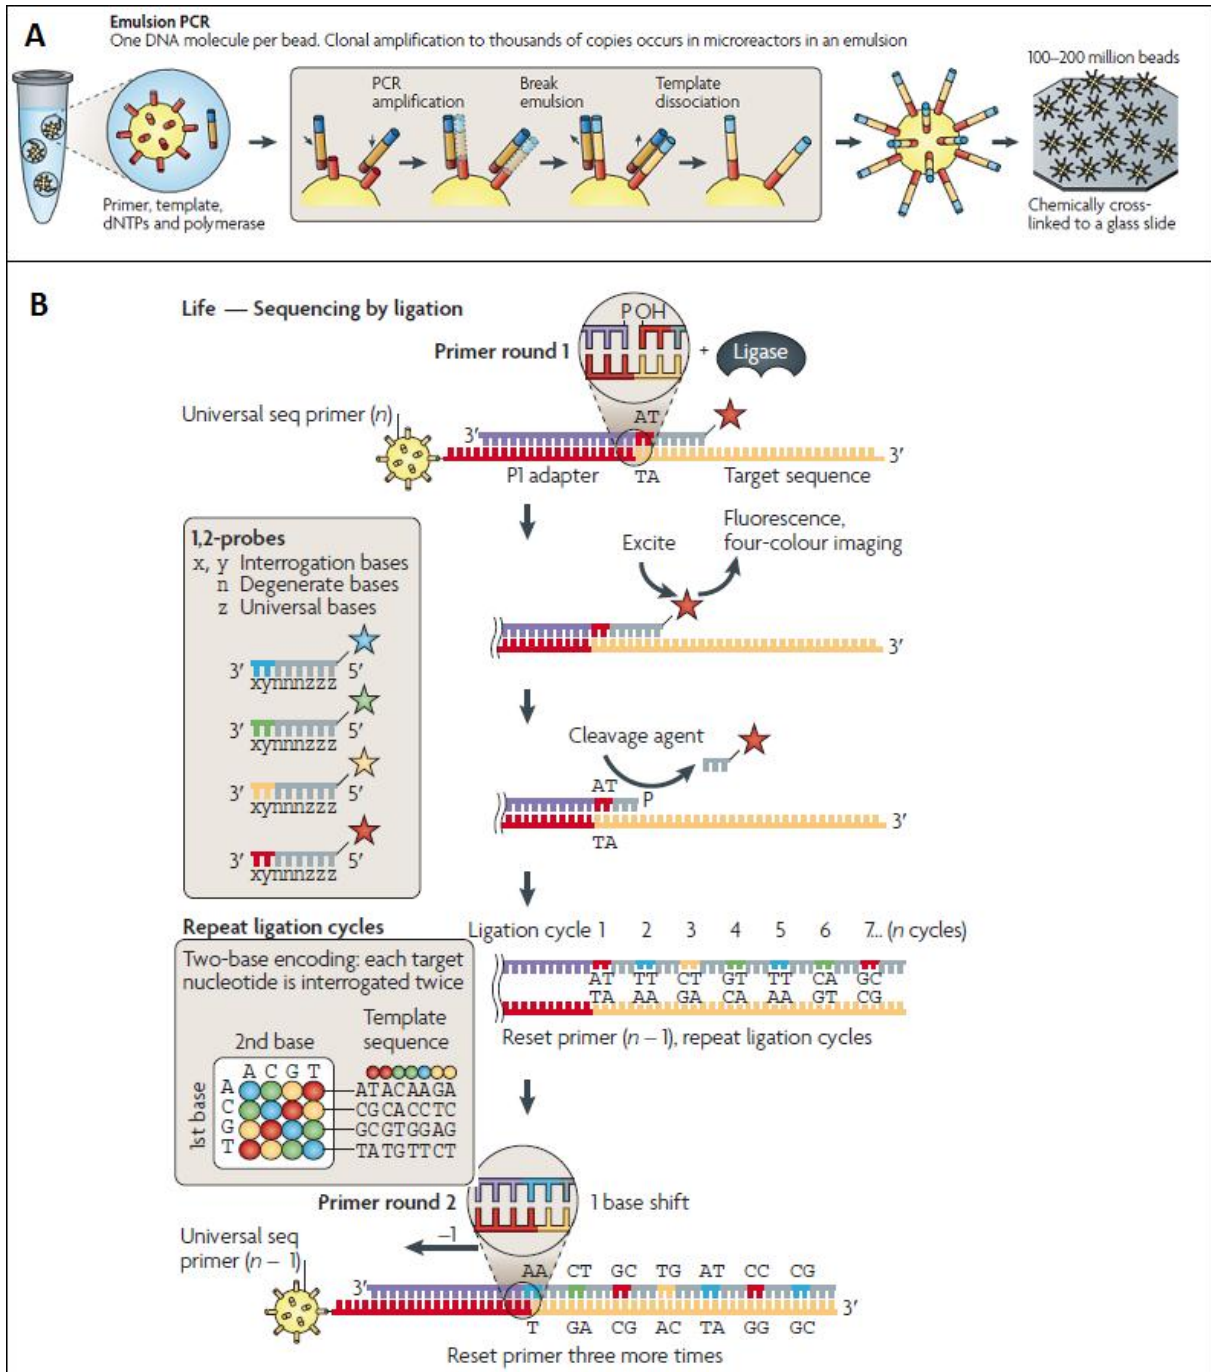 A
Emulsion PCR
One DNA molecule per bead. Clonal amplification to thousands of copies occurs in microreactors in an emulsion
PCR
amplification
Break
emulsion
Template
dissociation
100–200 million beads
Primer, template,
dNTPs and polymerase
Chemically cross-
linked to a glass slide
B
Life — Sequencing by ligation
P OH
Primer round 1
+
Ligase
Universal seq primer (n)
AT
3′
3′
P1 adapter
TA
Target sequence
1,2-probes
x, y Interrogation bases
n Degenerate bases
z Universal bases
3′ 5′
xynnnzzz
3′ 5′
xynnnzzz
3′ 5′
xynnnzzz
3′ 5′
xynnnzzz
Excite
Fluorescence,
four-colour imaging
3′
Cleavage agent
AT
P
3′
TA
Repeat ligation cycles
Two-base encoding: each target
nucleotide is interrogated twice
2nd base
Template
sequence
A C G T
1st base
A
C
G
T
ATACAAGA
CGCACCTC
GCGTGGAG
TATGTTCT
Ligation cycle 1 2 3 4 5 6 7... (n cycles)
AT TT CT GT TT CA GC
TA AA GA CA AA GT CG
Reset primer (n − 1), repeat ligation cycles
Primer round 2
1 base shift
−1
Universal seq
primer (n − 1)
AA CT GC TG AT CC CG
3′
3′
T GA CG AC TA GG GC
Reset primer three more times